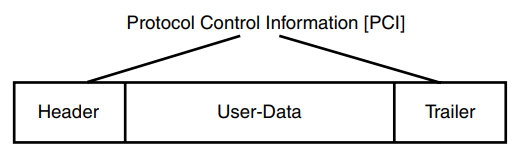 Protocol Control Information [PCI]
Header User-Data Trailer